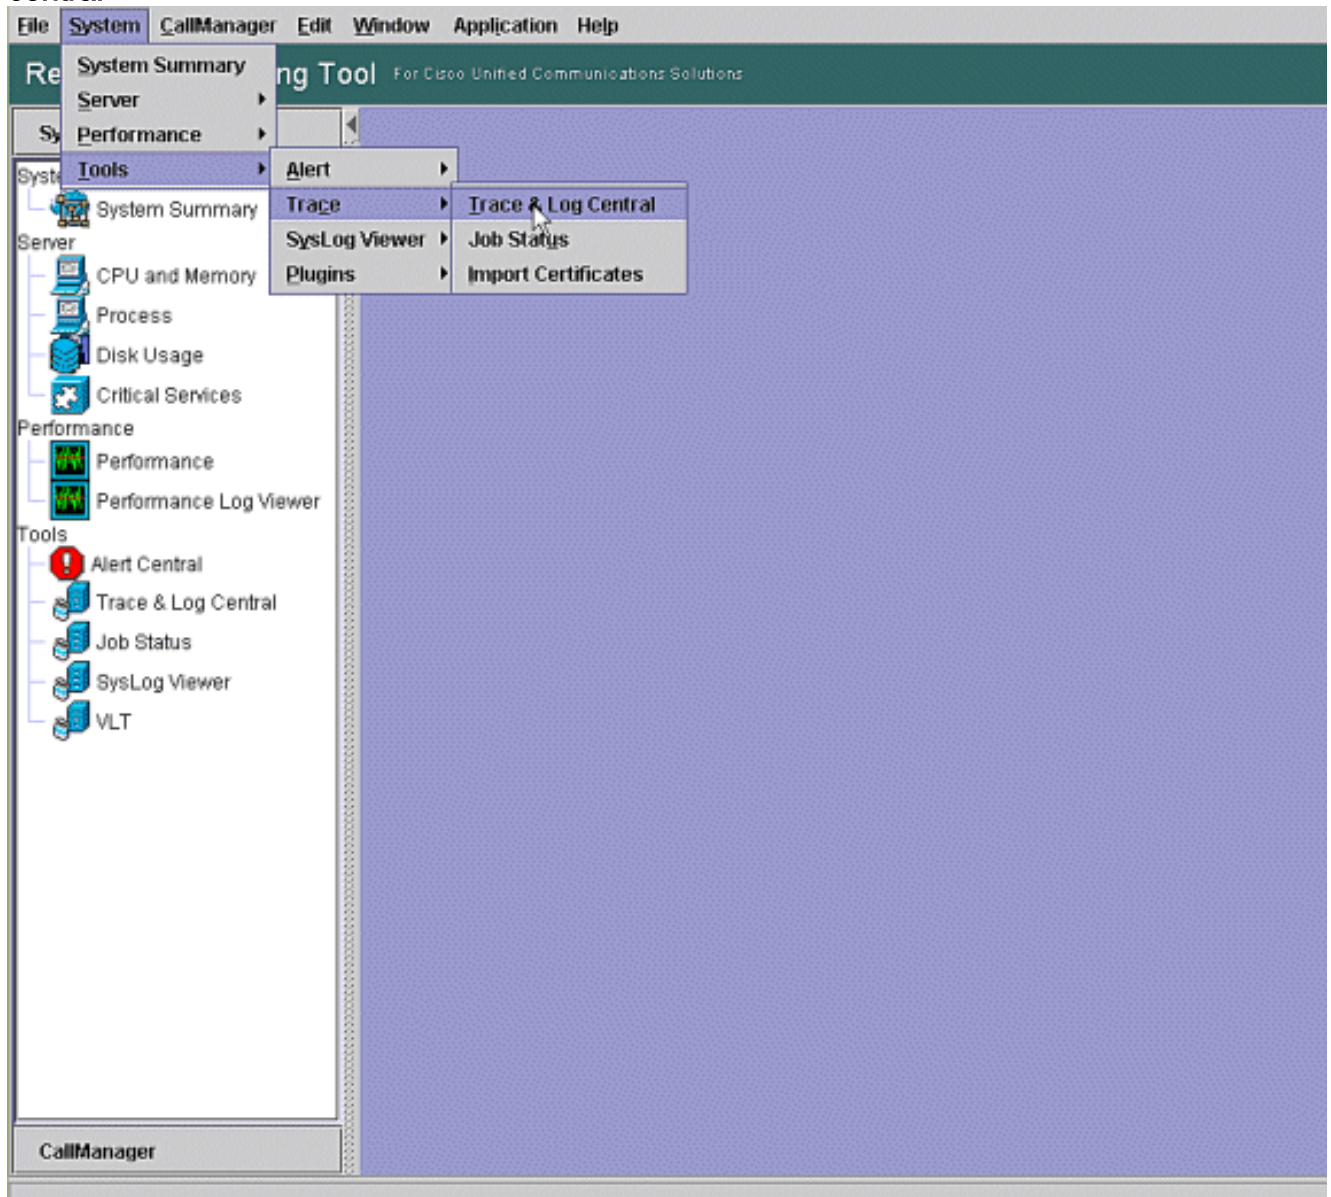 File System CallManager Edit Window Application Help
System Summary
Server
Performance
Tools
Re ng Tool For Cisco Unified Communications Solutions
Sy
Alert
Trace
SysLog Viewer
Plugins
Trace & Log Central
Job Status
Import Certificates
Syste
System Summary
Server
CPU and Memory
Process
Disk Usage
Critical Services
Performance
Performance
Performance Log Viewer
Tools
Alert Central
Trace & Log Central
Job Status
SysLog Viewer
VLT
CallManager